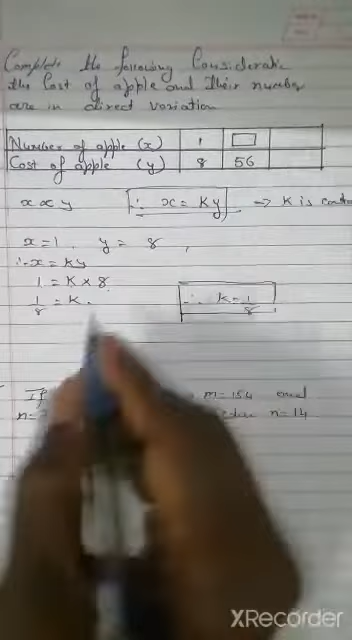 Complete the following Consideratin
the Cost of apple and Their number
are in direct variation
Number of apple (x) 1
Cost of apple (y) 8 56
x ∝ y ∴ x = Ky → K is
x = 1 , y = 8 ,
∴ x = Ky
1 = K × 8
1/8 = K . ∴ K = 1/8
If m = 154 and
n = n = 14
XRecorder